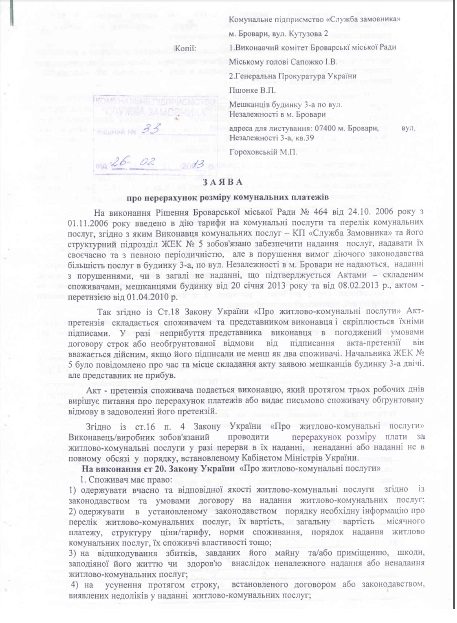 Комунальне підприємство «Служба замовника»
м. Бровари, вул. Кутузова 2
Копії: 1.Виконавчий комітет Броварські міської Ради
Міському голові Сапожко І.В.
2.Генеральна Прокуратура України
Пшонке В.П.
Мешканців будинку 3-а по вул.
Незалежності в м. Бровари
адреса для листування: 07400 м. Бровари, вул.
Незалежності 3-а, кв.39
Гороховській М.П.
33
26 02 2013
ЗАЯВА
про перерахунок розміру комунальних платежів
На виконання Рішення Броварської міської Ради № 464 від 24.10. 2006 року з
01.11.2006 року введено в дію тарифи на комунальні послуги та перелік комунальних
послуг, згідно з яким Виконавця комунальних послуг – КП «Служба Замовника» та його
структурний підрозділ ЖЕК № 5 зобов'язано забезпечити надання послуг, надавати їх
своєчасно та з певною періодичністю, але в порушення вимог діючого законодавства
більшість послуг в будинку 3-а, по вул. Незалежності в м. Бровари не надаються, наданні
з порушеннями, чи в загалі не наданні, що підтверджується Актами – складеним
споживачами, мешканцями будинку від 20 січня 2013 року та від 08.02.2013 р., актом -
перетнзією від 01.04.2010 р.
Так згідно із Ст.18 Закону України «Про житлово-комунальні послуги» Акт-
претензія складається споживачем та представником виконавця і скріплюється їхніми
підписами. У разі неприбуття представника виконавця в погоджений умовами
договору строк або необгрунтованої відмови від підписання акта-претензії він
вважається дійсним, якщо його підписали не менш як два споживачі. Начальника ЖЕК №
5 було повідомлено про час та місце складання акту заявою мешканців будинку 3-а двічі,
але представник не прибув.
Акт - претензія споживача подається виконавцю, який протягом трьох робочих днів
вирішує питання про перерахунок платежів або видає письмово споживачу обґрунтовану
відмову в задоволенні його претензій.
Згідно із ст.16 п. 4 Закону України «Про житлово-комунальні послуги»
Виконавець/виробник зобов'язаний проводити перерахунок розміру плати за
житлово-комунальні послуги у разі перерви в їх наданні, ненаданні або наданні не в
повному обсязі у порядку, встановленому Кабінетом Міністрів України.
На виконання ст 20. Закону України «Про житлово-комунальні послуги»
1. Споживач має право:
1) одержувати вчасно та відповідної якості житлово-комунальні послуги згідно із
законодавством та умовами договору на надання житлово-комунальних послуг;
2) одержувати в установленому законодавством порядку необхідну інформацію про
перелік житлово-комунальних послуг, їх вартість, загальну вартість місячного
платежу, структуру ціни/тарифу, норми споживання, порядок надання житлово
комунальних послуг, їх споживчі властивості тощо;
3) на відшкодування збитків, завданих його майну та/або приміщенню, шкоди,
заподіяної його життю чи здоров'ю внаслідок неналежного надання або ненадання
житлово-комунальних послуг;
4) на усунення протягом строку, встановленого договором або законодавством,
виявлених недоліків у наданні житлово-комунальних послуг;